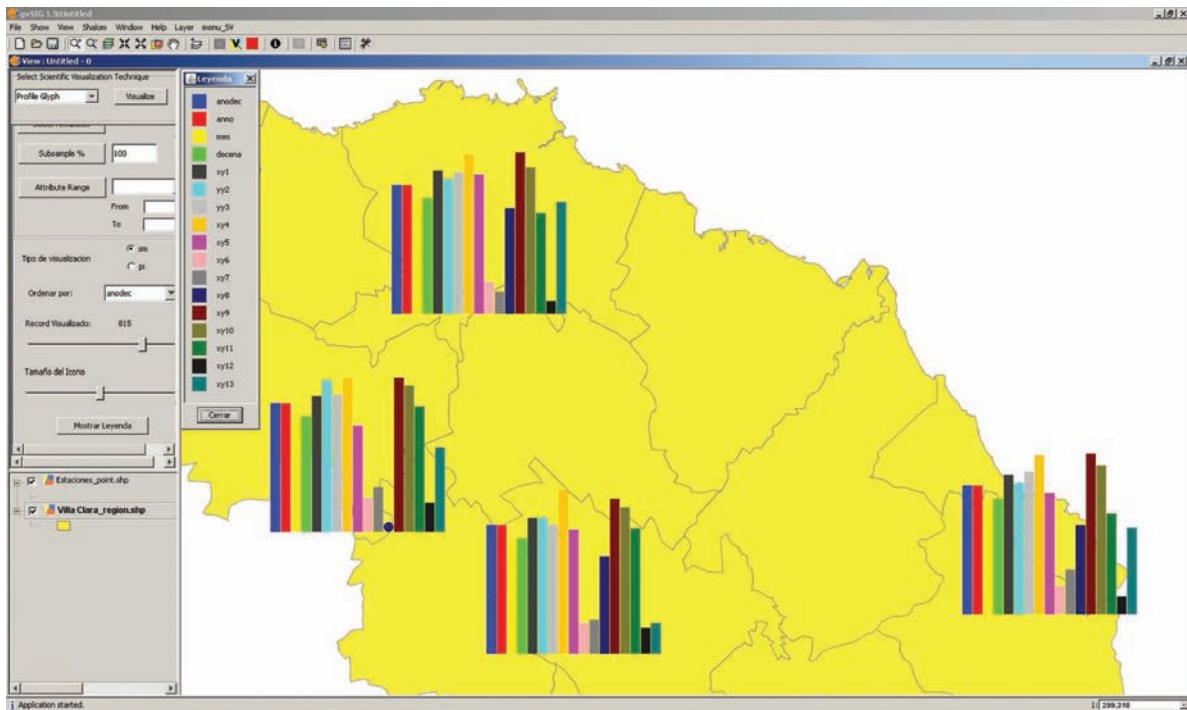 gvSIG 1.9:Untitled
File Show View Shalom Window Help Layer menu_SV
View : Untitled - 0
Select Scientific Visualization Technique
Profile Glyph
Visualize
Subsample %
100
Attribute Range
From
To
Tipo de visualizacion
sm
pi
Ordenar por:
anodec
Record Visualizado:
815
Tamaño del Icono
Mostrar Leyenda
Estaciones_point.shp
Villa Clara_region.shp
Leyenda
anodec
anno
mes
decena
xy1
yy2
yy3
xy4
xy5
xy6
xy7
xy8
xy9
xy10
xy11
xy12
xy13
Cerrar
Application started.
1: 299,310